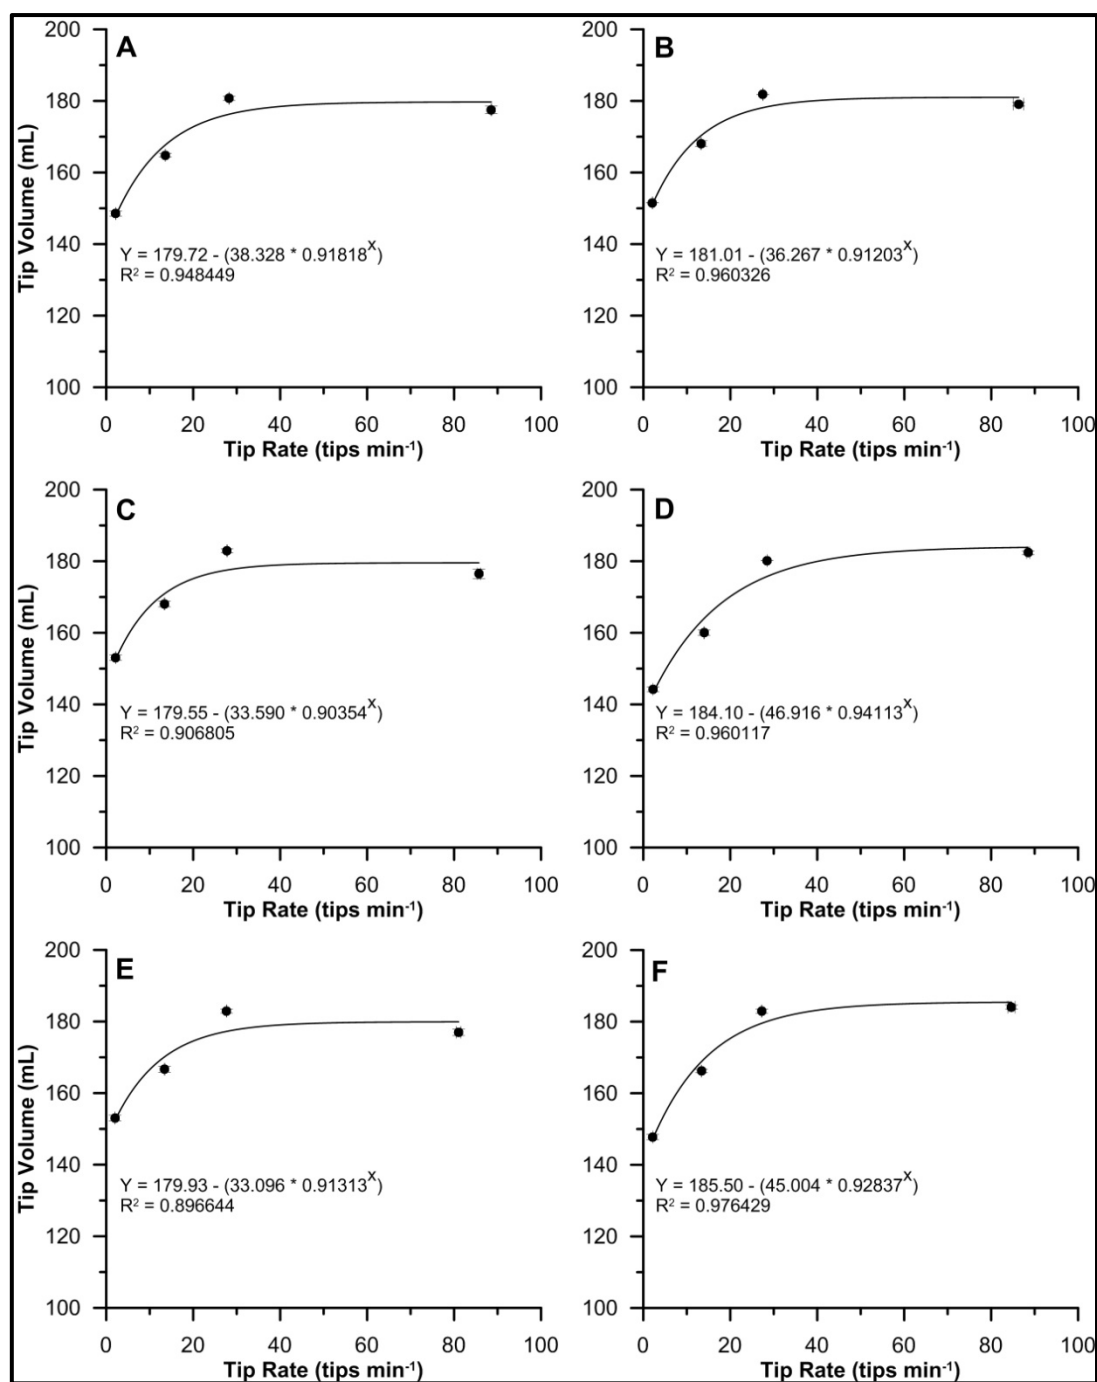 A
Tip Volume (mL)
200
180
160
140
120
100
Y = 179.72 - (38.328 * 0.91818^X)
R² = 0.948449
0 20 40 60 80 100
Tip Rate (tips min⁻¹)
B
200
180
160
140
120
100
Y = 181.01 - (36.267 * 0.91203^X)
R² = 0.960326
0 20 40 60 80 100
Tip Rate (tips min⁻¹)
C
Tip Volume (mL)
200
180
160
140
120
100
Y = 179.55 - (33.590 * 0.90354^X)
R² = 0.906805
0 20 40 60 80 100
Tip Rate (tips min⁻¹)
D
200
180
160
140
120
100
Y = 184.10 - (46.916 * 0.94113^X)
R² = 0.960117
0 20 40 60 80 100
Tip Rate (tips min⁻¹)
E
Tip Volume (mL)
200
180
160
140
120
100
Y = 179.93 - (33.096 * 0.91313^X)
R² = 0.896644
0 20 40 60 80 100
Tip Rate (tips min⁻¹)
F
200
180
160
140
120
100
Y = 185.50 - (45.004 * 0.92837^X)
R² = 0.976429
0 20 40 60 80 100
Tip Rate (tips min⁻¹)